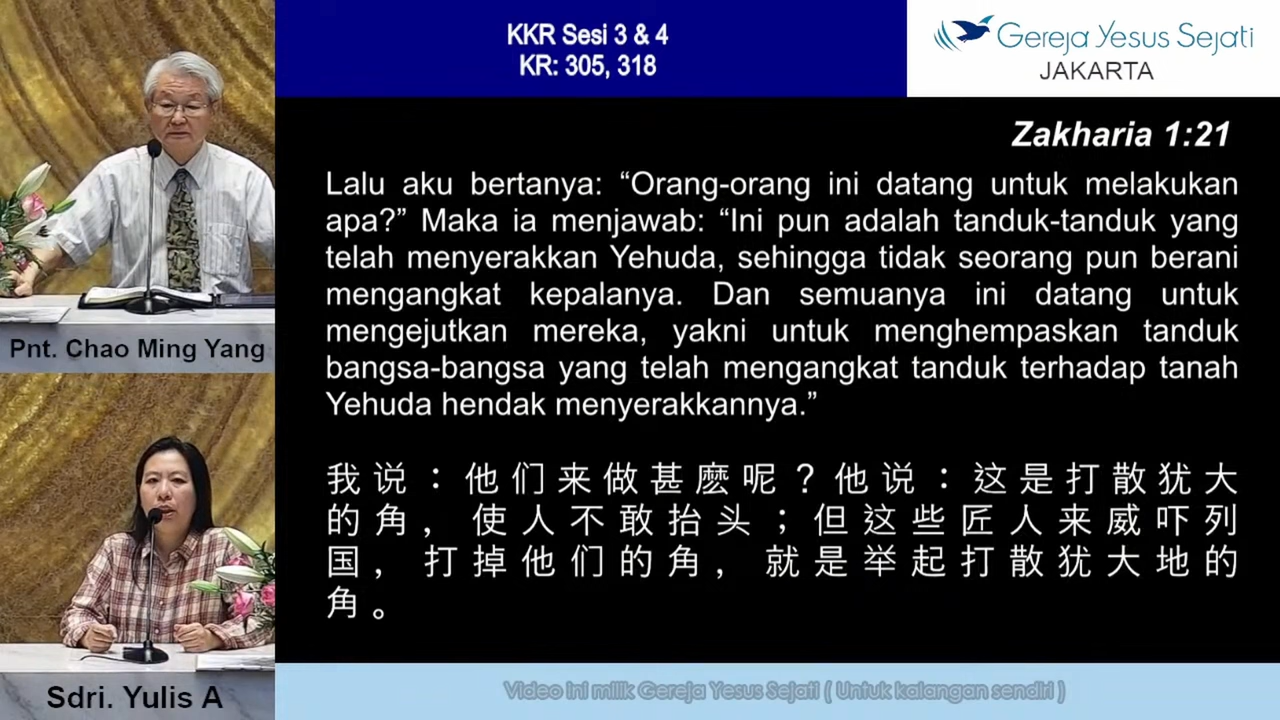 KKR Sesi 3 & 4
KR: 305, 318
Gereja Yesus Sejati
JAKARTA
Zakharia 1:21
Lalu aku bertanya: “Orang-orang ini datang untuk melakukan
apa?” Maka ia menjawab: “Ini pun adalah tanduk-tanduk yang
telah menyerakkan Yehuda, sehingga tidak seorang pun berani
mengangkat kepalanya. Dan semuanya ini datang untuk
mengejutkan mereka, yakni untuk menghempaskan tanduk
bangsa-bangsa yang telah mengangkat tanduk terhadap tanah
Yehuda hendak menyerakkannya.”
我说：他们来做甚麽呢？他说：这是打散犹大
的角，使人不敢抬头；但这些匠人来威吓列
国，打掉他们的角，就是举起打散犹大地的
角。
Pnt. Chao Ming Yang
Sdri. Yulis A
Video ini milik Gereja Yesus Sejati ( Untuk kalangan sendiri )